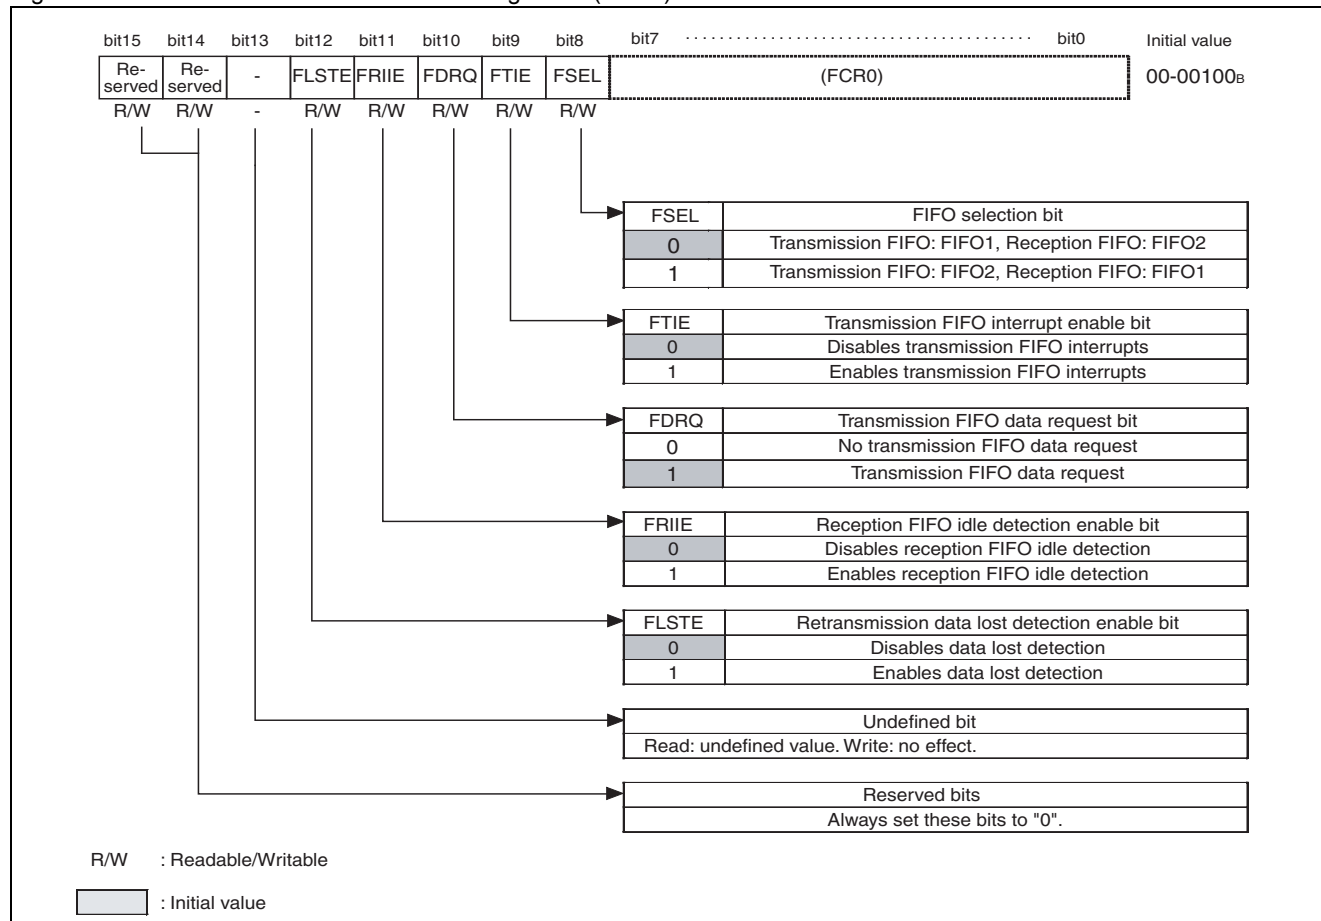 bit15 bit14 bit13 bit12 bit11 bit10 bit9 bit8 bit7 bit0 Initial value
Re-served Re-served - FLSTE FRIIE FDRQ FTIE FSEL (FCR0) 00-00100B
R/W R/W - R/W R/W R/W R/W R/W
FSEL FIFO selection bit
0 Transmission FIFO: FIFO1, Reception FIFO: FIFO2
1 Transmission FIFO: FIFO2, Reception FIFO: FIFO1
FTIE Transmission FIFO interrupt enable bit
0 Disables transmission FIFO interrupts
1 Enables transmission FIFO interrupts
FDRQ Transmission FIFO data request bit
0 No transmission FIFO data request
1 Transmission FIFO data request
FRIIE Reception FIFO idle detection enable bit
0 Disables reception FIFO idle detection
1 Enables reception FIFO idle detection
FLSTE Retransmission data lost detection enable bit
0 Disables data lost detection
1 Enables data lost detection
Undefined bit
Read: undefined value. Write: no effect.
Reserved bits
Always set these bits to "0".
R/W : Readable/Writable
: Initial value